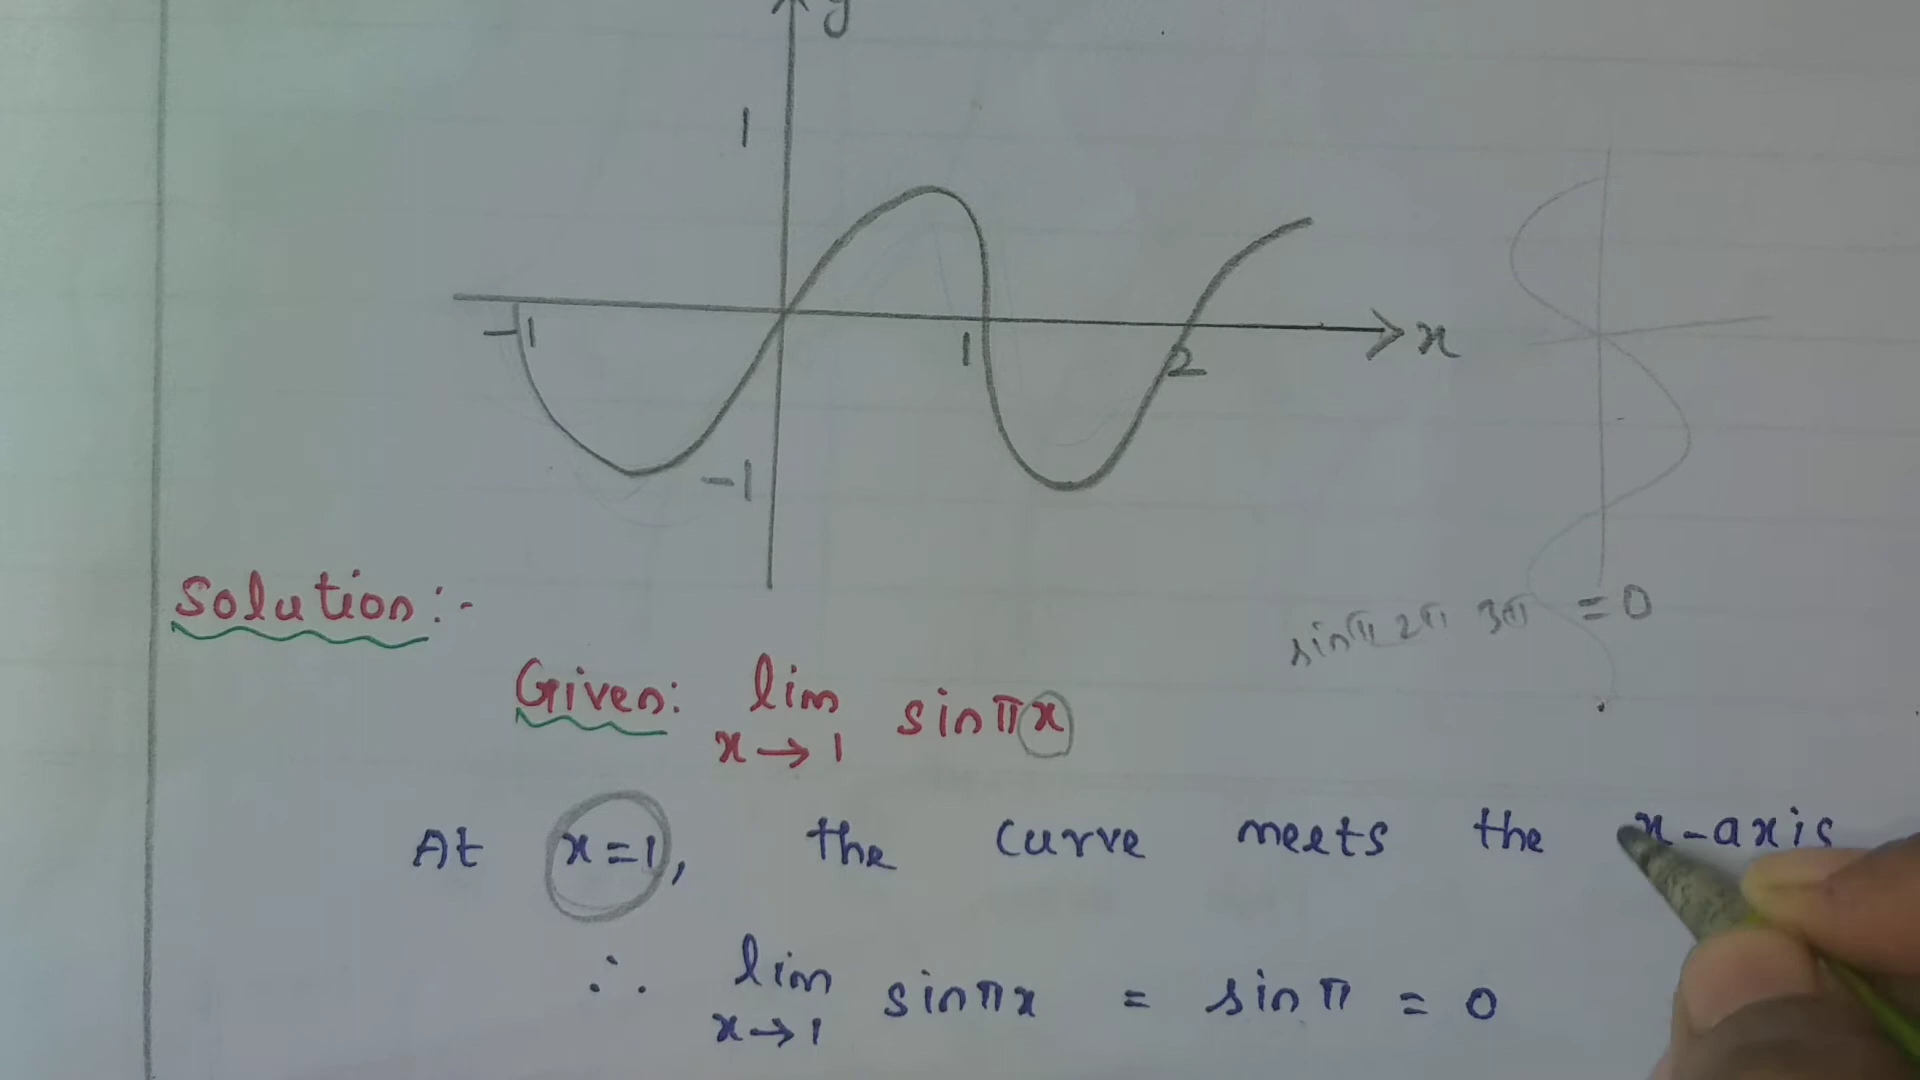 y
1
-1 1 2 x
-1
Solution:-
sin π 2π 3π = 0
Given: lim sin πx
x→1
At x=1, the curve meets the x-axis
∴ lim sin πx = sin π = 0
x→1